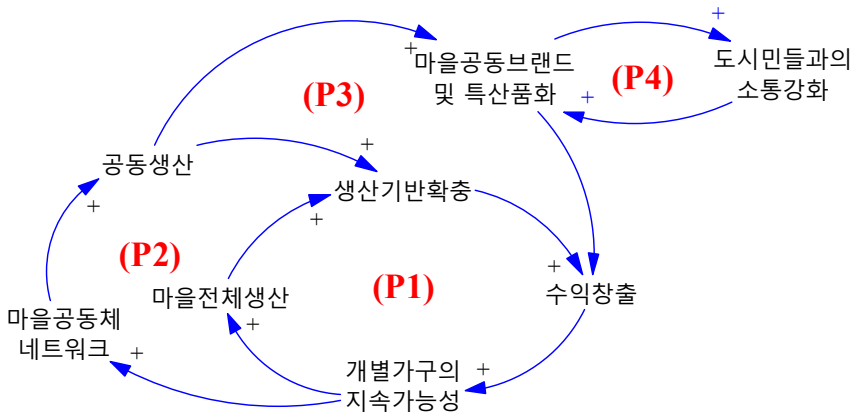 +
+
마을공동브랜드
및 특산품화
(P4)
도시민들과의
소통강화
+
(P3)
공동생산
+
+
생산기반확충
+
(P2)
마을전체생산
(P1)
+
수익창출
마을공동체
네트워크
+
+
개별가구의
지속가능성
+